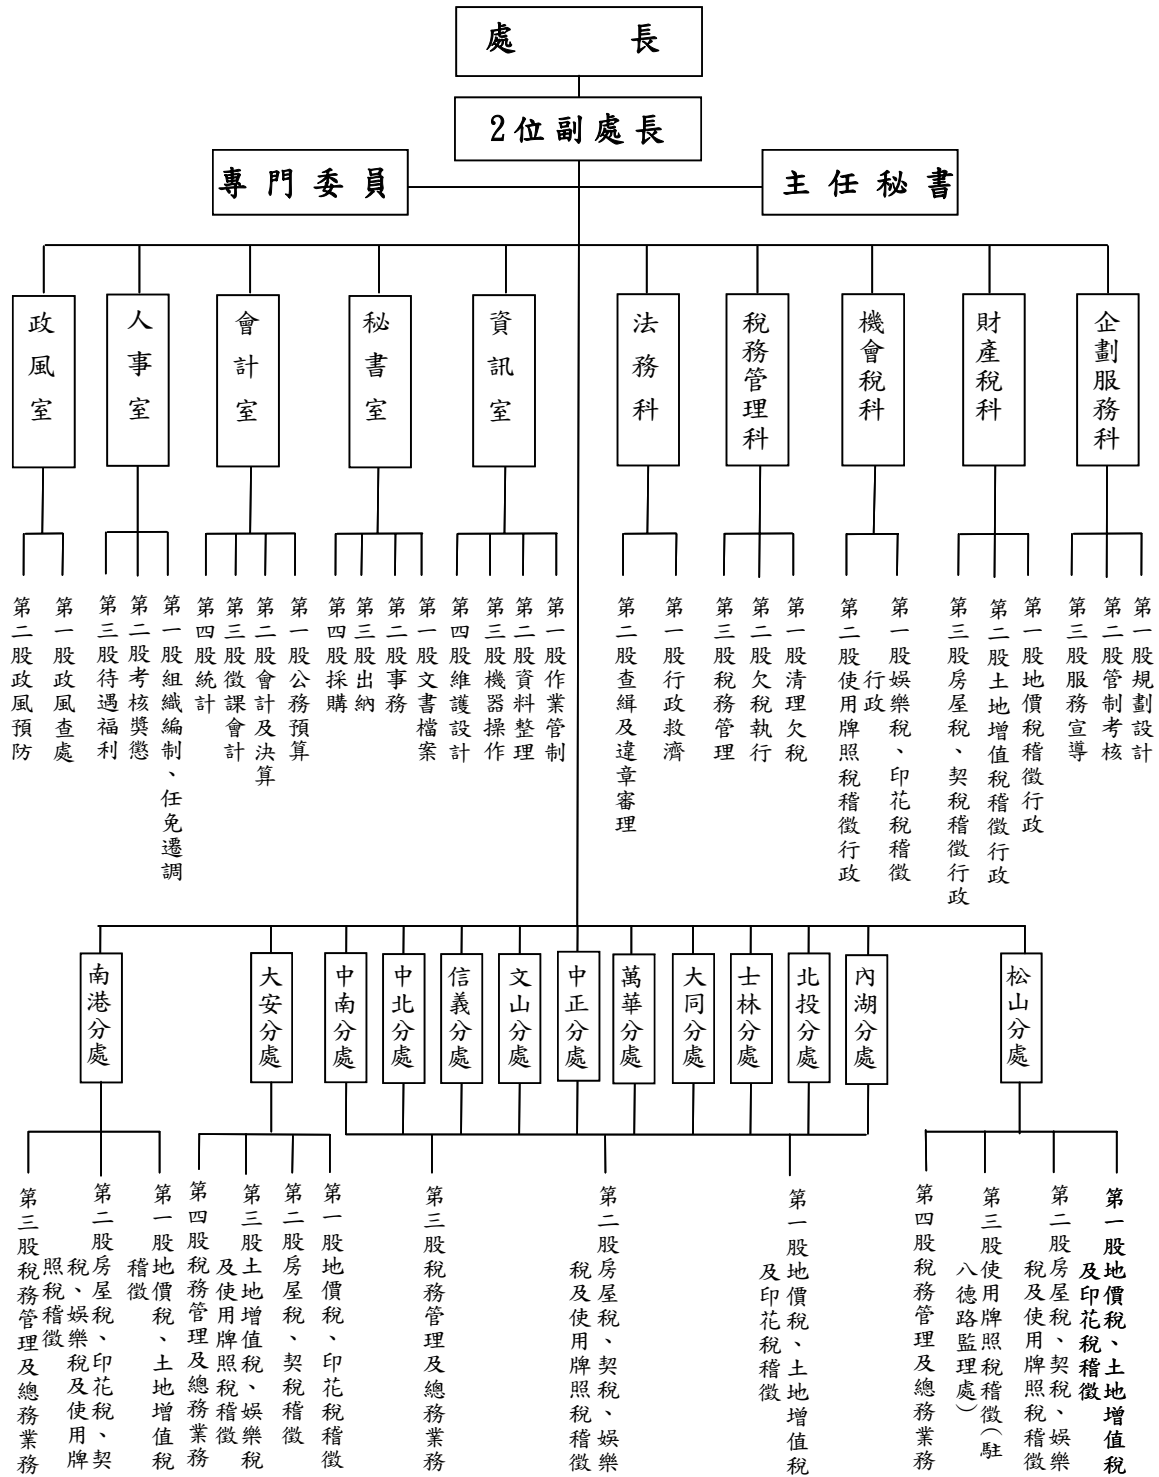 處長
2位副處長
專門委員
主任秘書
政風室
人事室
會計室
秘書室
資訊室
法務科
稅務管理科
機會稅科
財產稅科
企劃服務科
第二股政風預防
第一股政風查處
第三股待遇福利
第二股考核獎懲
第一股組織編制、任免遷調
第四股統計
第三股徵課會計
第二股會計及決算
第一股公務預算
第四股採購
第三股出納
第二股事務
第一股文書檔案
第四股維護設計
第三股機器操作
第二股資料整理
第一股作業管制
第二股查緝及違章審理
第一股行政救濟
第三股稅務管理
第二股欠稅執行
第一股清理欠稅
第二股使用牌照稅稽徵行政
第一股娛樂稅、印花稅稽徵
行政
第三股房屋稅、契稅稽徵行政
第二股土地增值稅稽徵行政
第一股地價稅稽徵行政
第三股服務宣導
第二股管制考核
第一股規劃設計
南港分處
大安分處
中南分處
中北分處
信義分處
文山分處
中正分處
萬華分處
大同分處
士林分處
北投分處
內湖分處
松山分處
第三股稅務管理及總務業務
第二股房屋稅、印花稅、契
稅、娛樂稅及使用牌
照稅稽徵
第一股地價稅、土地增值稅
稽徵
第四股稅務管理及總務業務
第三股土地增值稅、娛樂稅
及使用牌照稅稽徵
第二股房屋稅、契稅稽徵
第一股地價稅、印花稅稽徵
第三股稅務管理及總務業務
第二股房屋稅、契稅、娛樂
稅及使用牌照稅稽徵
第一股地價稅、土地增值稅
及印花稅稽徵
第四股稅務管理及總務業務
第三股使用牌照稅稽徵（駐
八德路監理處）
第二股房屋稅、契稅、娛樂
稅及使用牌照稅稽徵
第一股地價稅、土地增值稅
及印花稅稽徵